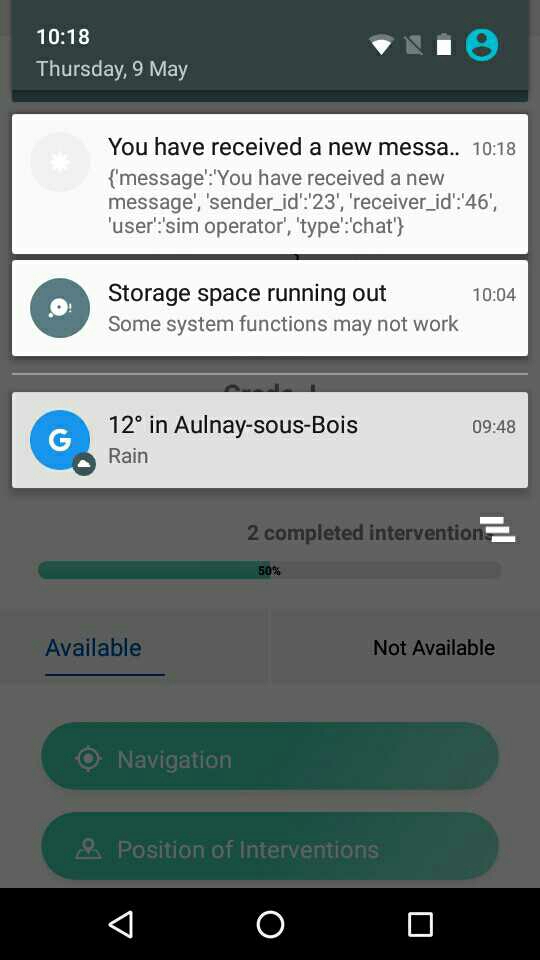 10:18
Thursday, 9 May
You have received a new messa.. 10:18
{'message':'You have received a new
message', 'sender_id':'23', 'receiver_id':'46',
'user':'sim operator', 'type':'chat'}
Storage space running out 10:04
Some system functions may not work
12° in Aulnay-sous-Bois 09:48
Rain
2 completed interventions
50%
Available Not Available
Navigation
Position of Interventions